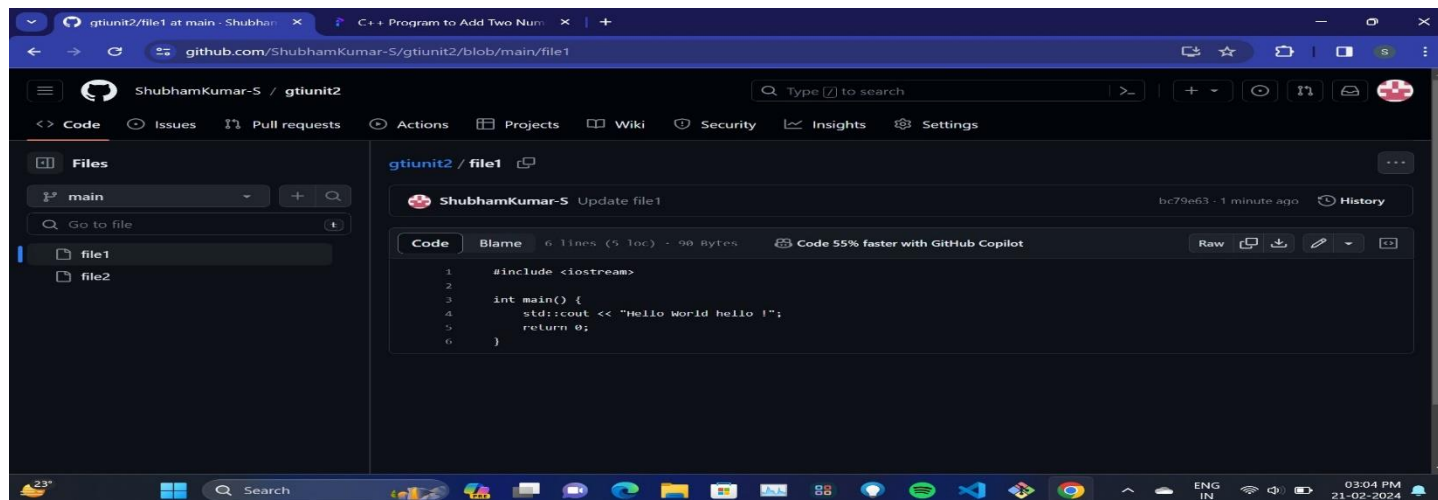 gtiunit2/file1 at main · Shubhan
C++ Program to Add Two Num
github.com/ShubhamKumar-S/gtiunit2/blob/main/file1
S
ShubhamKumar-S / gtiunit2
Type / to search
<> Code Issues Pull requests Actions Projects Wiki Security Insights Settings
Files
main
Go to file t
file1
file2
gtiunit2 / file1
ShubhamKumar-S Update file1
bc79e63 · 1 minute ago History
Code Blame 6 lines (5 loc) · 90 Bytes Code 55% faster with GitHub Copilot Raw
1 #include <iostream>
2
3 int main() {
4 std::cout << "Hello World hello !";
5 return 0;
6 }
23°
Search
ENG
IN
03:04 PM
21-02-2024